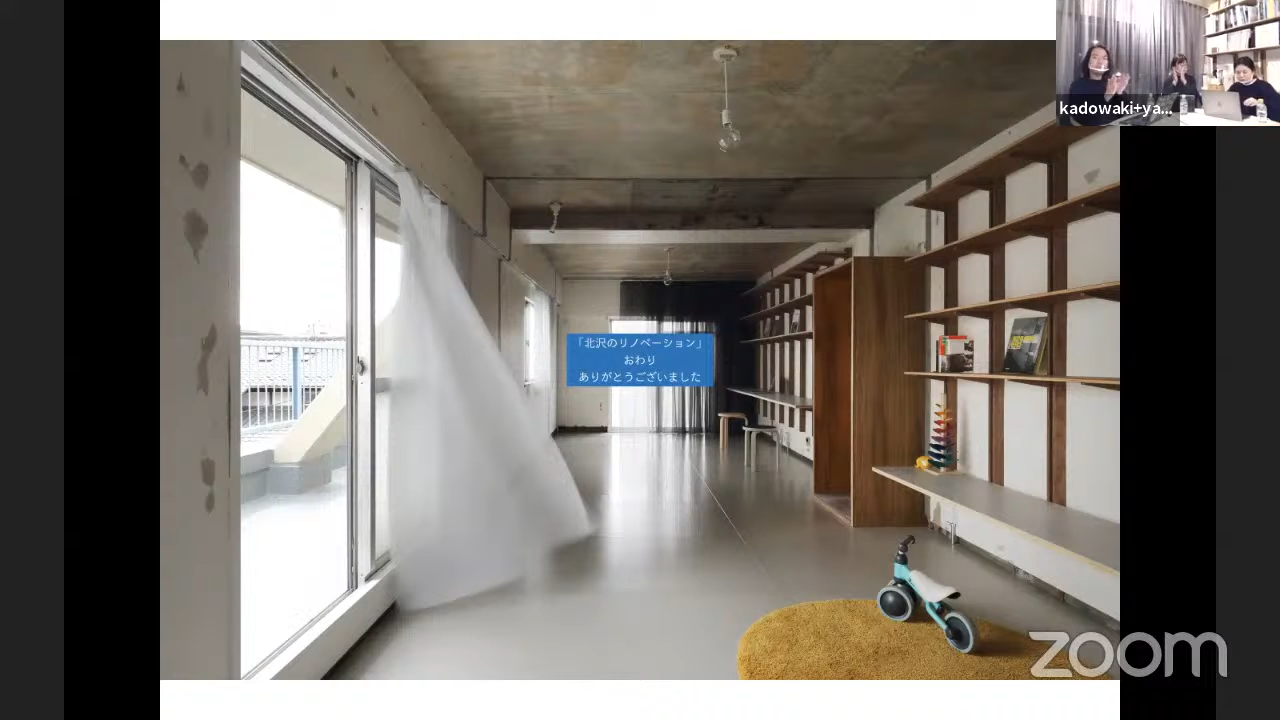 kadowaki+ya...
「北沢のリノベーション」
おわり
ありがとうございました
zoom